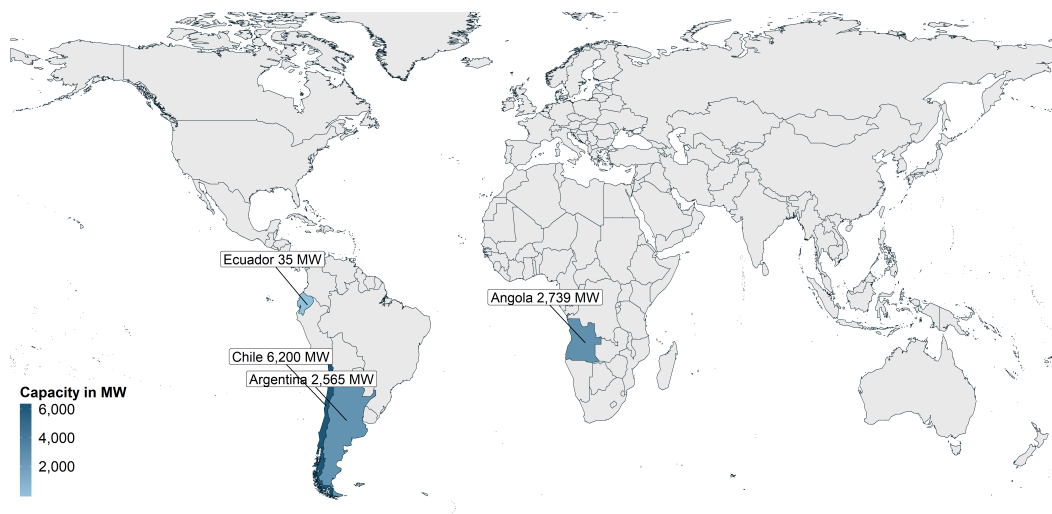 Ecuador 35 MW
Angola 2,739 MW
Chile 6,200 MW
Argentina 2,565 MW
Capacity in MW
6,000
4,000
2,000